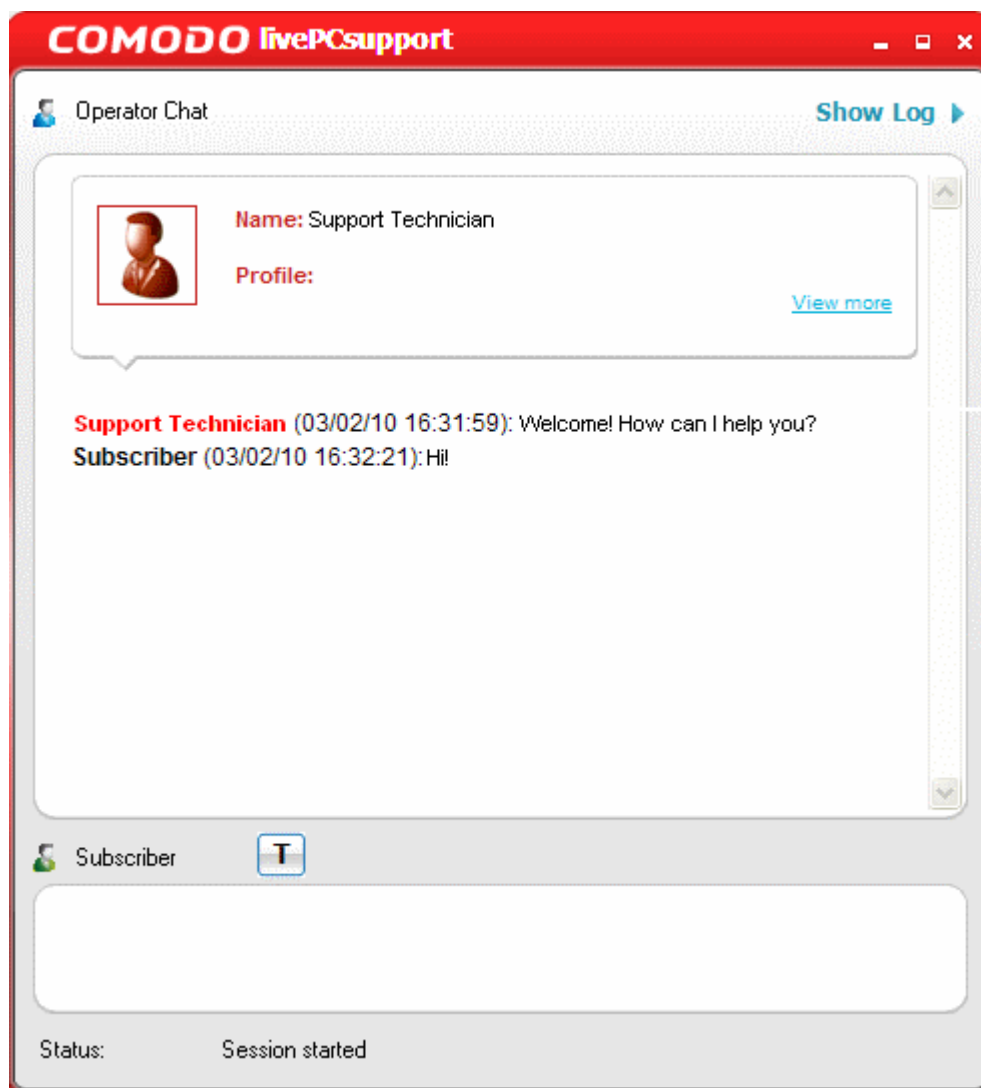 COMODO livePCsupport
Operator Chat
Show Log
Name: Support Technician
Profile:
View more
Support Technician (03/02/10 16:31:59): Welcome! How can I help you?
Subscriber (03/02/10 16:32:21): Hi!
Subscriber
T
Status: Session started